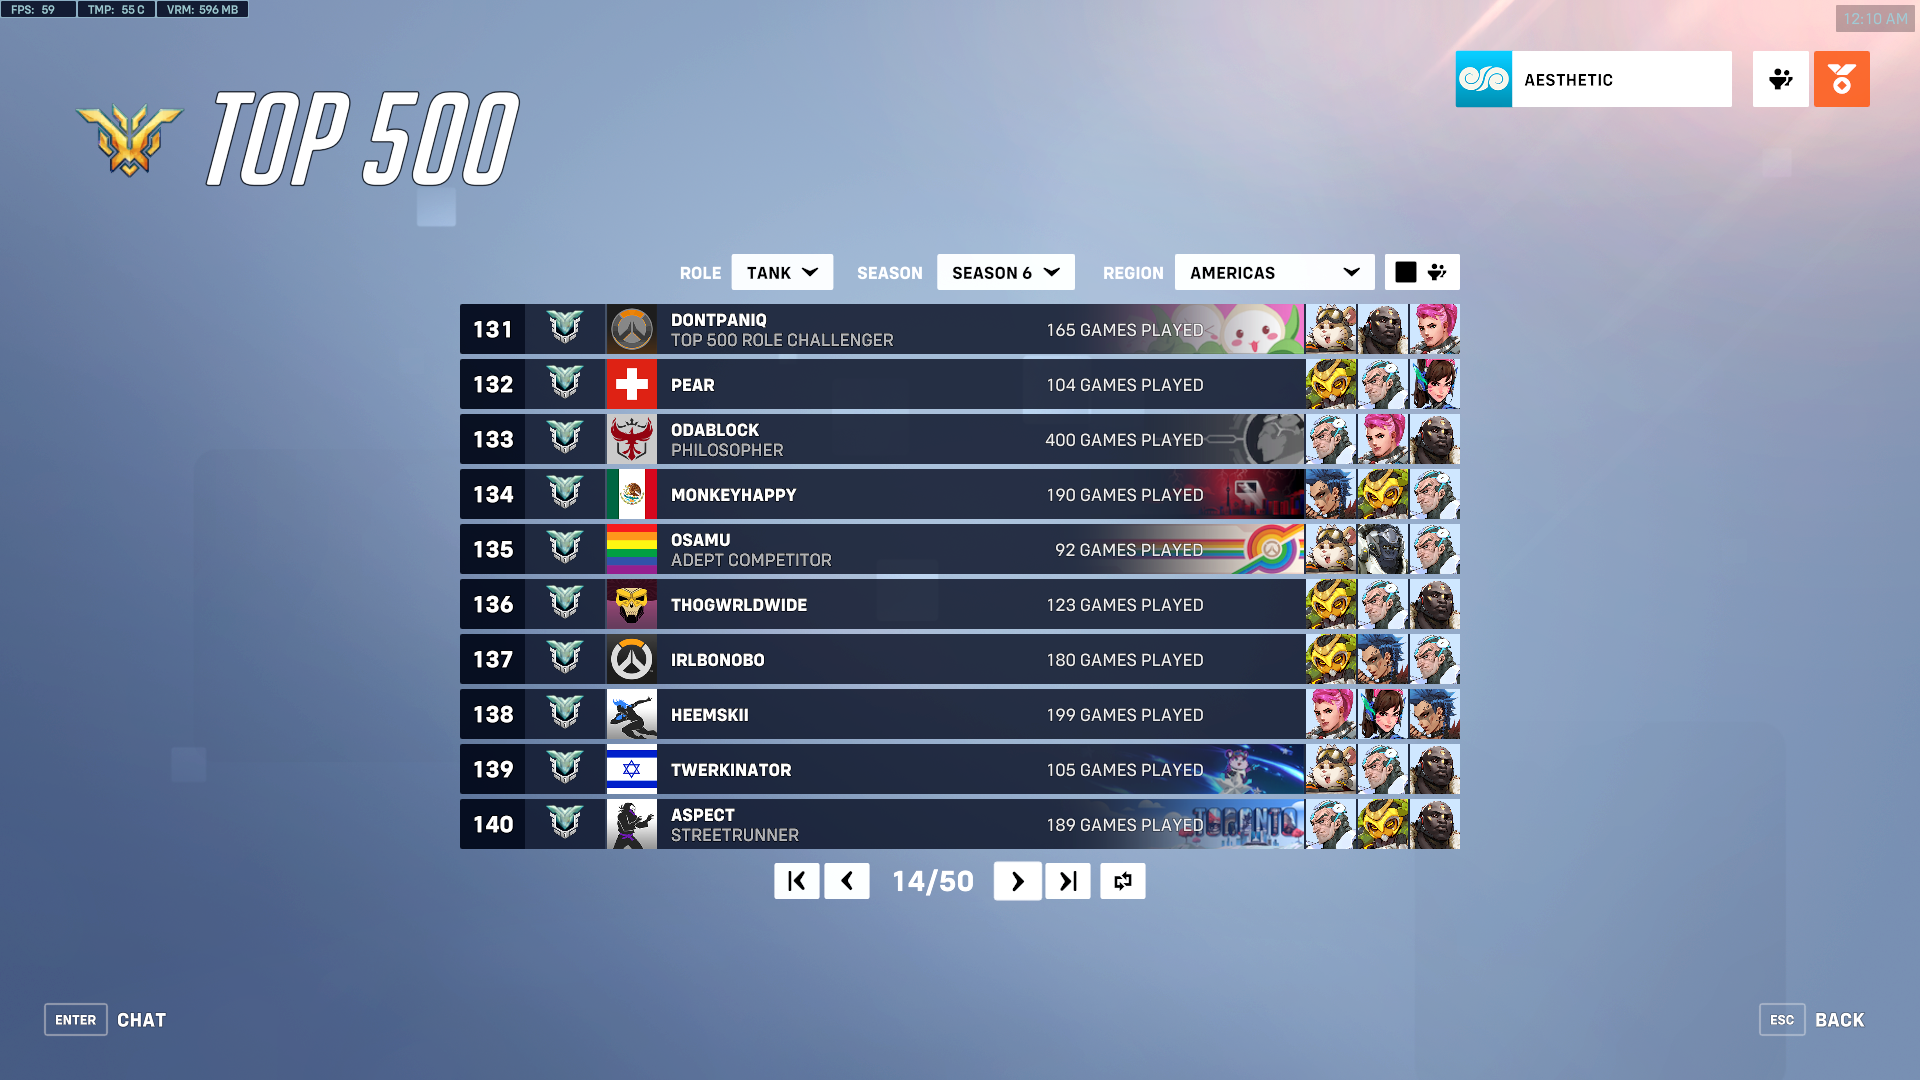 FPS: 59 TMP: 55 C VRM: 596 MB
12:10 AM
AESTHETIC
TOP 500
ROLE TANK SEASON SEASON 6 REGION AMERICAS
131 DONTPANIQ 165 GAMES PLAYED
TOP 500 ROLE CHALLENGER
132 PEAR 104 GAMES PLAYED
133 ODABLOCK 400 GAMES PLAYED
PHILOSOPHER
134 MONKEYHAPPY 190 GAMES PLAYED
135 OSAMU 92 GAMES PLAYED
ADEPT COMPETITOR
136 THOGWRLDWIDE 123 GAMES PLAYED
137 IRLBONOBO 180 GAMES PLAYED
138 HEEMSKII 199 GAMES PLAYED
139 TWERKINATOR 105 GAMES PLAYED
140 ASPECT 189 GAMES PLAYED TORONTO
STREETRUNNER
14/50
ENTER CHAT
ESC BACK